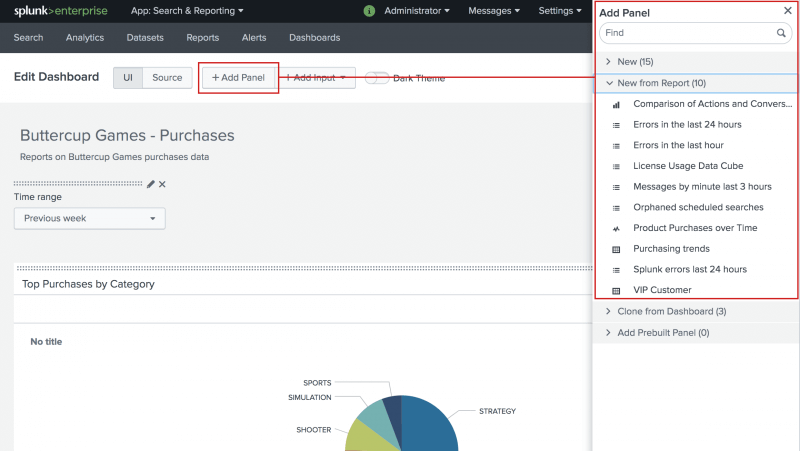 splunk>enterprise App: Search & Reporting i Administrator Messages Settings
Search Analytics Datasets Reports Alerts Dashboards
Edit Dashboard UI Source + Add Panel + Add Input Dark Theme
Buttercup Games - Purchases
Reports on Buttercup Games purchases data
Time range
Previous week
Top Purchases by Category
No title
SPORTS
SIMULATION
STRATEGY
SHOOTER
Add Panel
Find
New (15)
New from Report (10)
Comparison of Actions and Convers...
Errors in the last 24 hours
Errors in the last hour
License Usage Data Cube
Messages by minute last 3 hours
Orphaned scheduled searches
Product Purchases over Time
Purchasing trends
Splunk errors last 24 hours
VIP Customer
Clone from Dashboard (3)
Add Prebuilt Panel (0)